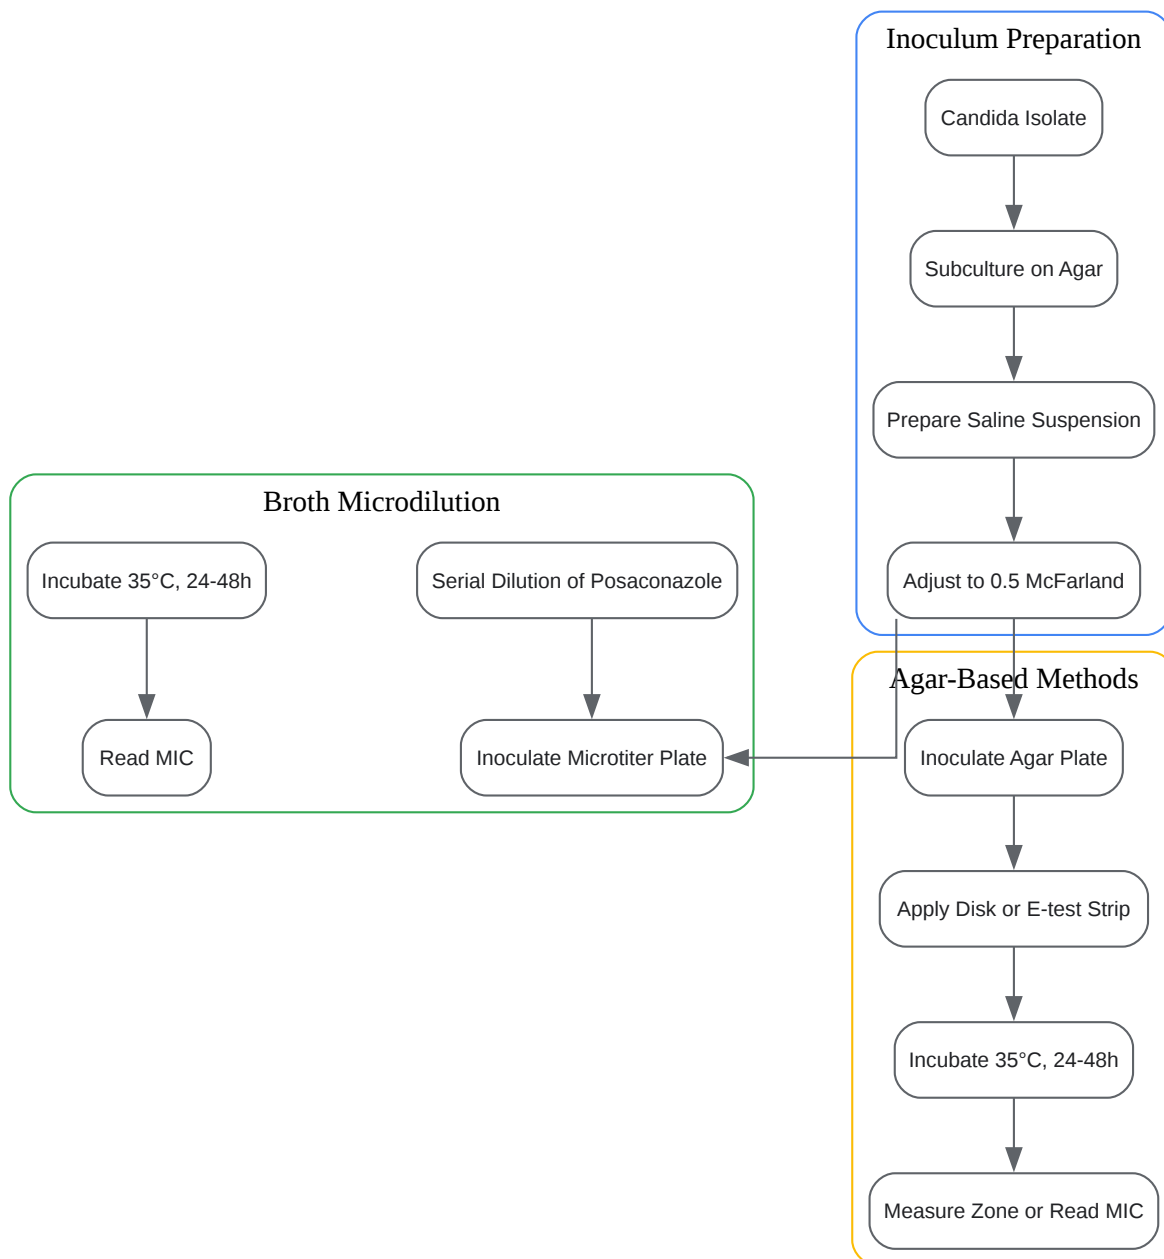 Inoculum Preparation
Candida Isolate
Subculture on Agar
Prepare Saline Suspension
Adjust to 0.5 McFarland
Broth Microdilution
Incubate 35°C, 24-48h
Serial Dilution of Posaconazole
Read MIC
Inoculate Microtiter Plate
Agar-Based Methods
Inoculate Agar Plate
Apply Disk or E-test Strip
Incubate 35°C, 24-48h
Measure Zone or Read MIC